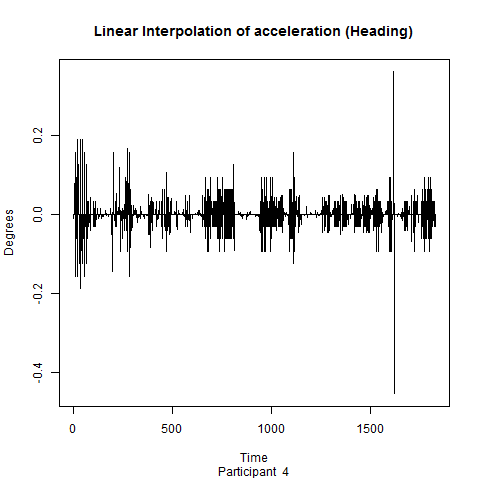 Linear Interpolation of acceleration (Heading)
Degrees
0.2
0.0
-0.2
-0.4
0 500 1000 1500
Time
Participant 4